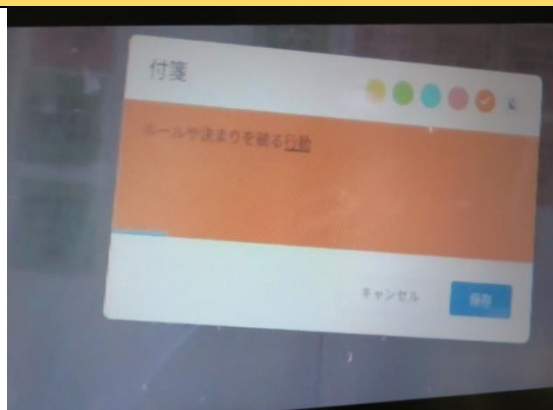 付箋
ルールや決まりを破る行動
キャンセル
保存